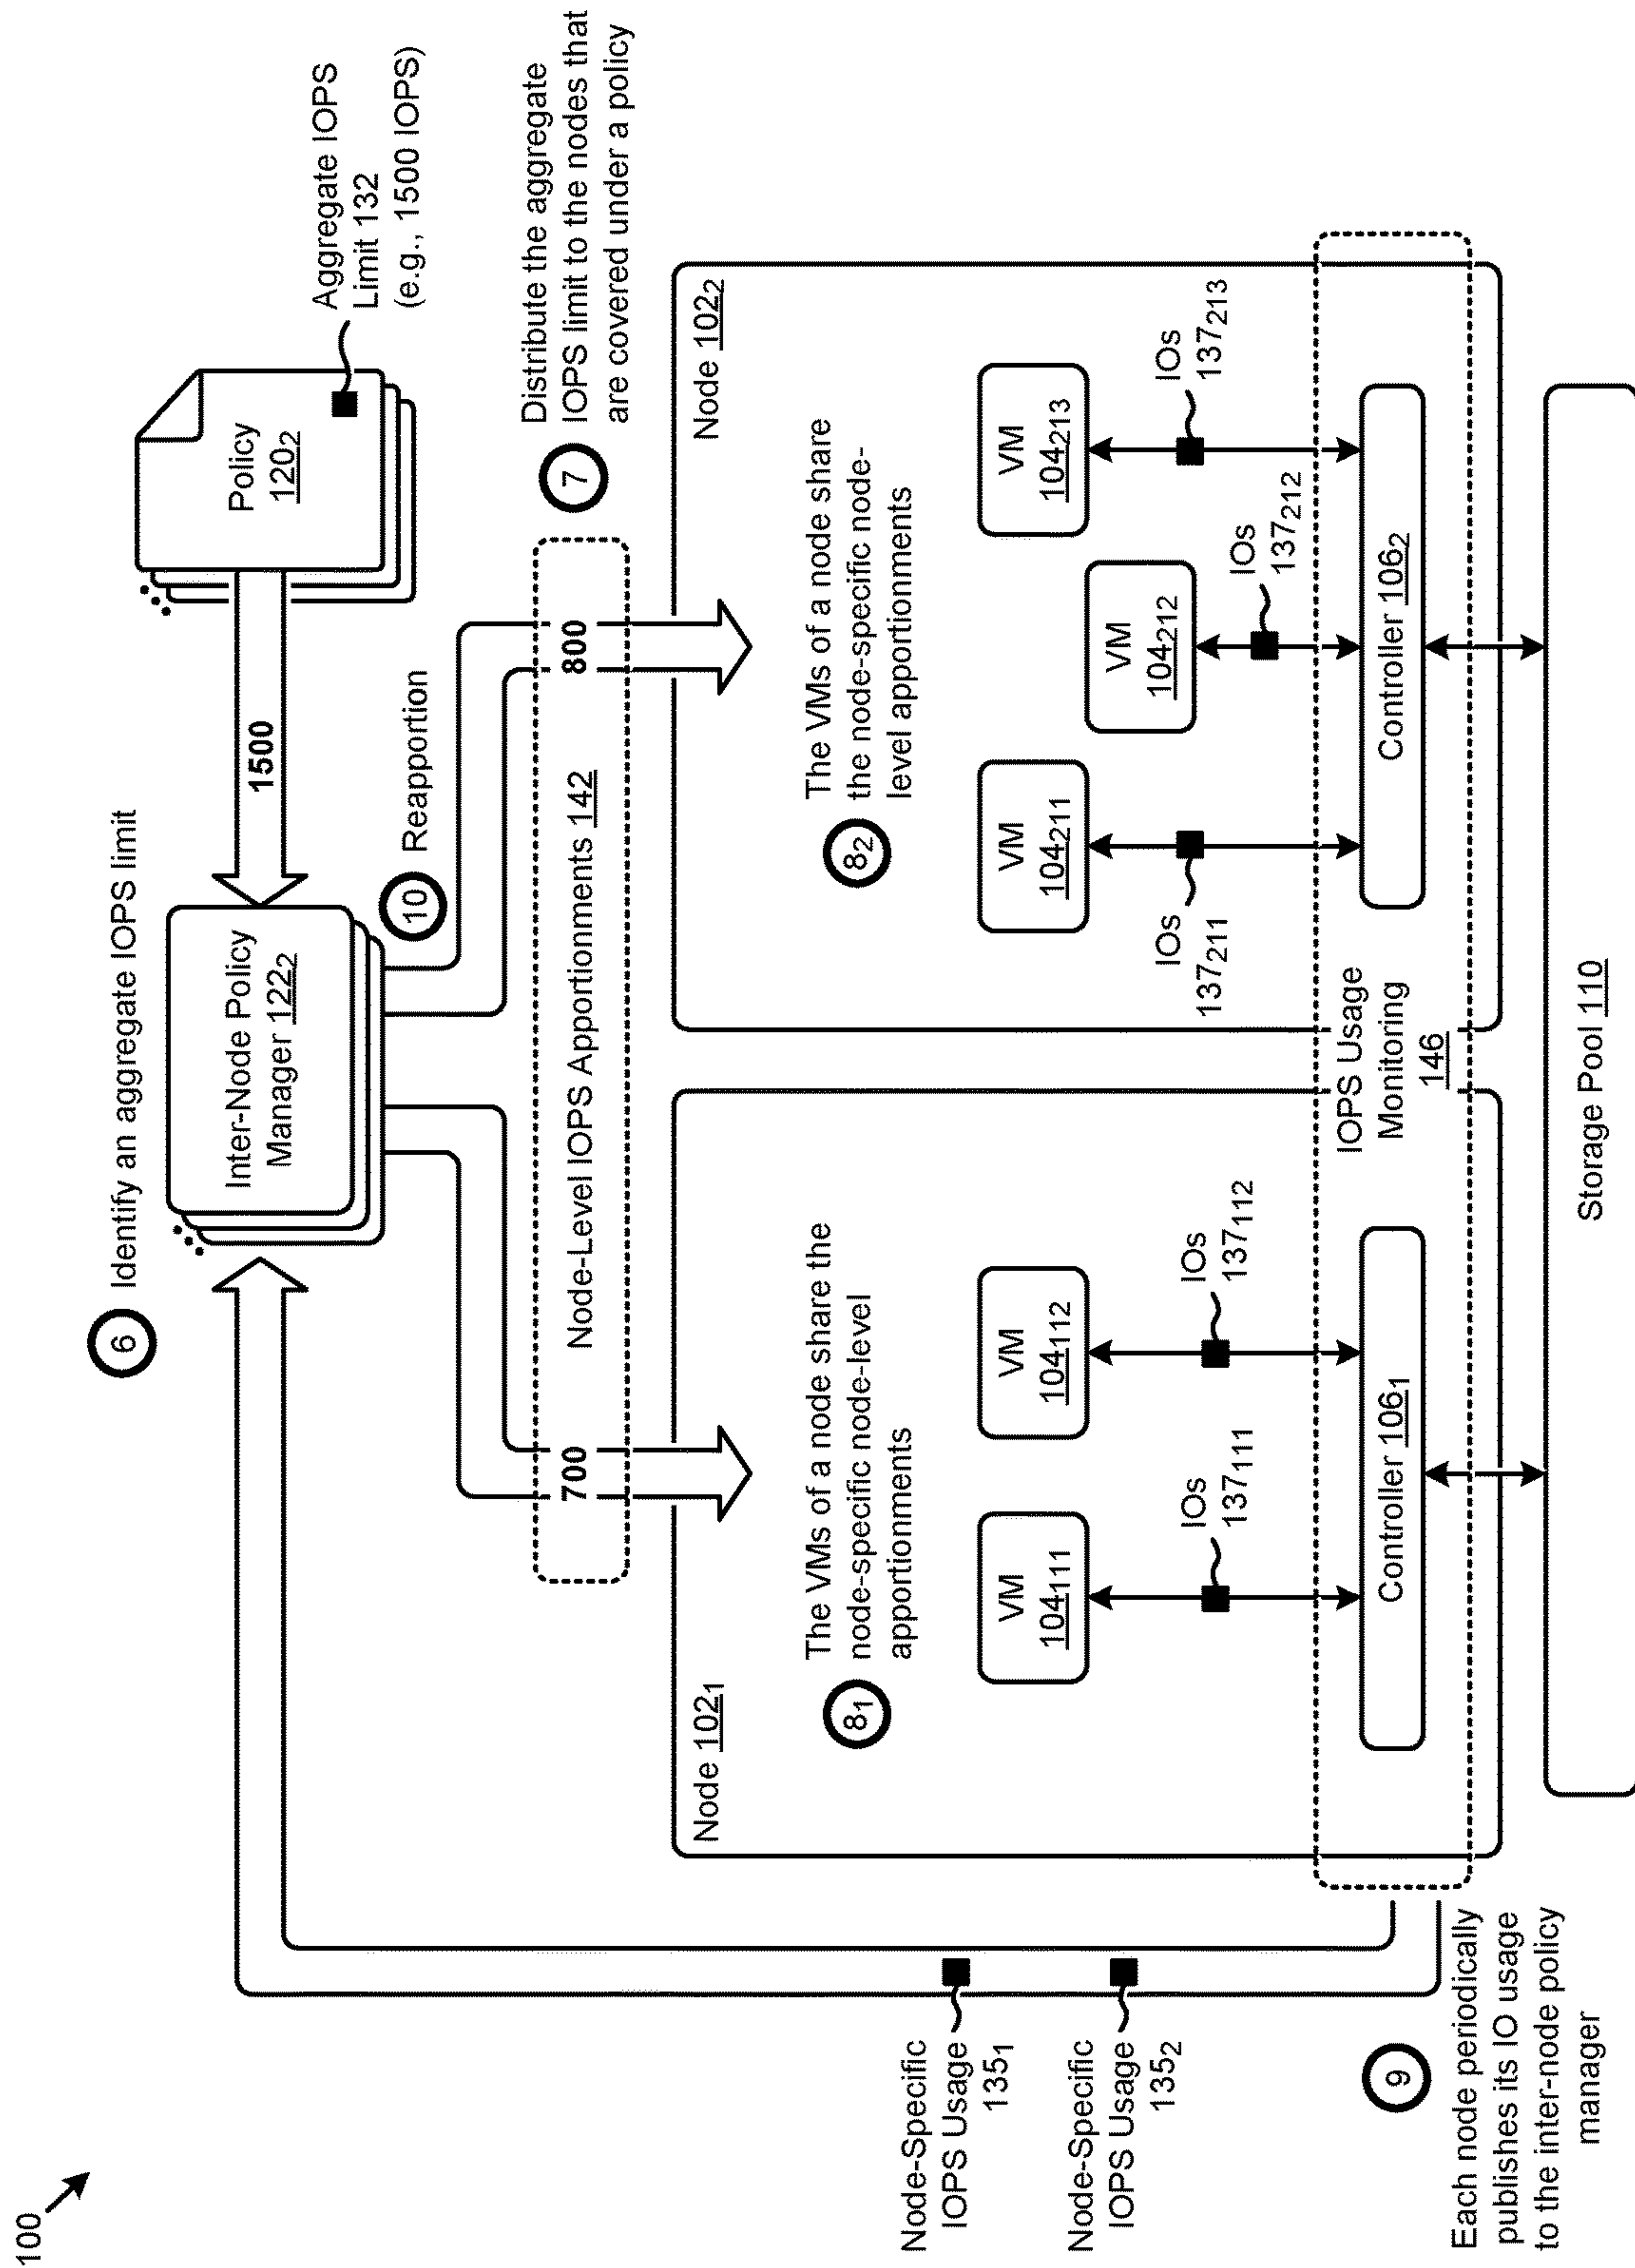 100
6
Identify an aggregate IOPS limit
Inter-Node Policy
Manager 122₂
1500
Policy
120₂
Aggregate IOPS
Limit 132
(e.g., 1500 IOPS)
10
Reapportion
700
Node-Level IOPS Apportionments 142
800
7
Distribute the aggregate
IOPS limit to the nodes that
are covered under a policy
Node 102₁
8₁
The VMs of a node share the
node-specific node-level
apportionments
VM
104₁₁₁
VM
104₁₁₂
IOs
137₁₁₁
IOs
137₁₁₂
Controller 106₁
Node 102₂
8₂
The VMs of a node share
the node-specific node-
level apportionments
VM
104₂₁₁
VM
104₂₁₂
VM
104₂₁₃
IOs
137₂₁₁
IOs
137₂₁₂
IOs
137₂₁₃
Controller 106₂
IOPS Usage
Monitoring
146
Storage Pool 110
Node-Specific
IOPS Usage
135₁
Node-Specific
IOPS Usage
135₂
9
Each node periodically
publishes its IO usage
to the inter-node policy
manager